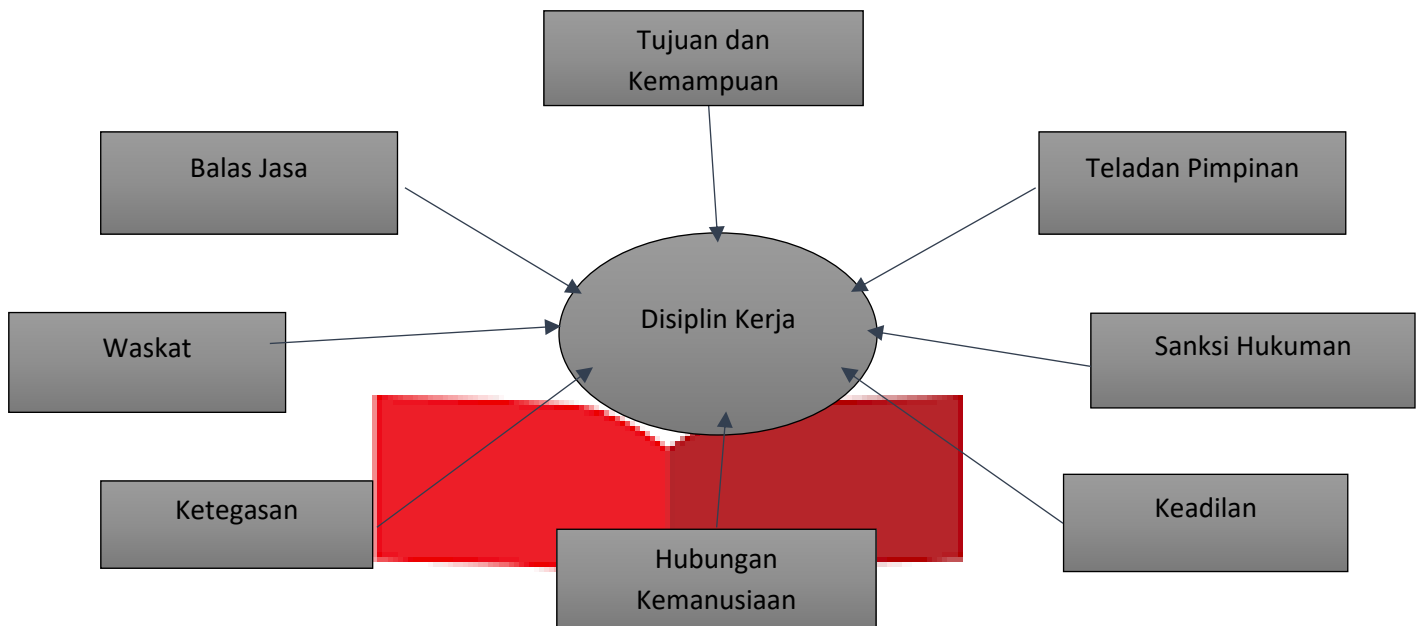 Tujuan dan
Kemampuan
Balas Jasa
Teladan Pimpinan
Disiplin Kerja
Waskat
Sanksi Hukuman
Ketegasan
Keadilan
Hubungan
Kemanusiaan